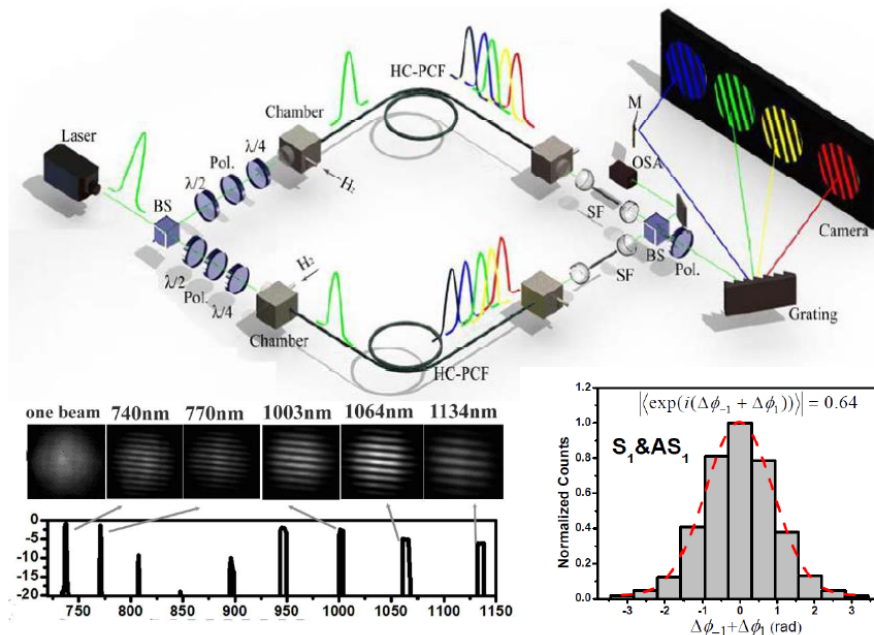 HC-PCF
M
Chamber
Laser
λ/4
Pol.
λ/2
H₂
OSA
BS
SF
Camera
H₂
BS
λ/2
SF
Pol.
Pol.
λ/4
Chamber
Grating
HC-PCF
one beam 740nm 770nm 1003nm 1064nm 1134nm
0
-5
-10
-15
-20
750 800 850 900 950 1000 1050 1100 1150
|⟨exp(i(Δϕ₋₁ + Δϕ₁))⟩| = 0.64
S₁&AS₁
Normalized Counts
1.2
1.0
0.8
0.6
0.4
0.2
0.0
-3 -2 -1 0 1 2 3
Δϕ₋₁+Δϕ₁ (rad)